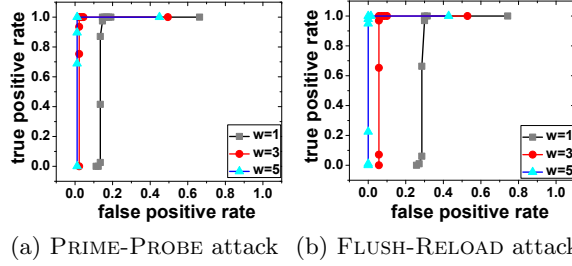 1.0
0.8
0.6
0.4
0.2
0.0
true positive rate
w=1
w=3
w=5
0.0 0.2 0.4 0.6 0.8 1.0
false positive rate
(a) PRIME-PROBE attack
1.0
0.8
0.6
0.4
0.2
0.0
true positive rate
w=1
w=3
w=5
0.0 0.2 0.4 0.6 0.8 1.0
false positive rate
(b) FLUSH-RELOAD attack